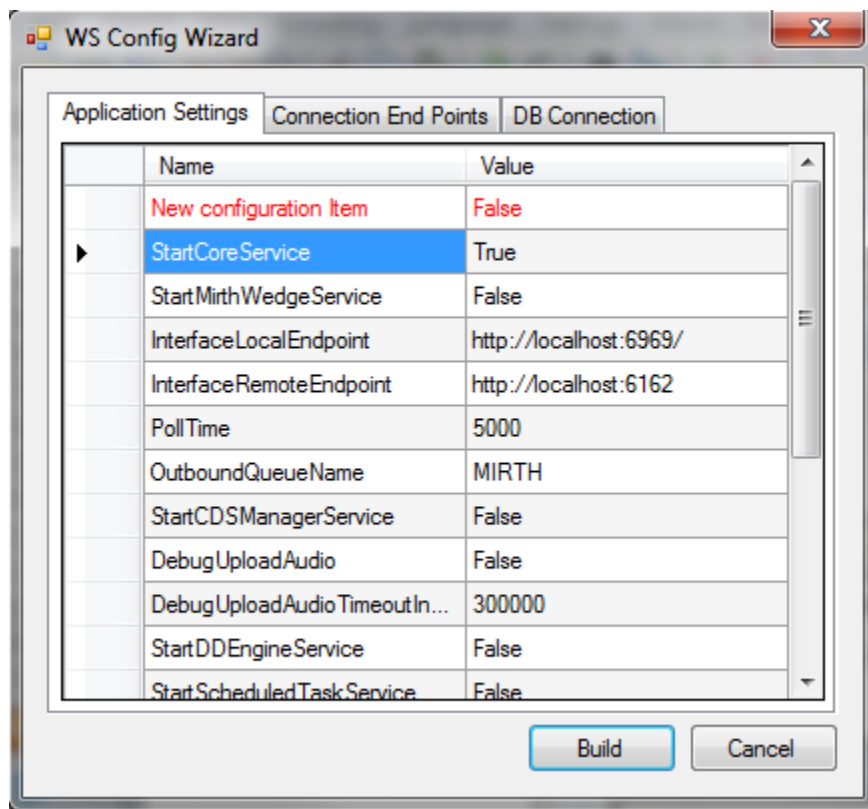 WS Config Wizard
Application Settings Connection End Points DB Connection
Name Value
New configuration Item False
StartCoreService True
StartMirthWedgeService False
InterfaceLocalEndpoint http://localhost:6969/
InterfaceRemoteEndpoint http://localhost:6162
PollTime 5000
OutboundQueueName MIRTH
StartCDSManagerService False
DebugUploadAudio False
DebugUploadAudioTimeoutIn... 300000
StartDDEngineService False
StartScheduledTaskService False
Build Cancel